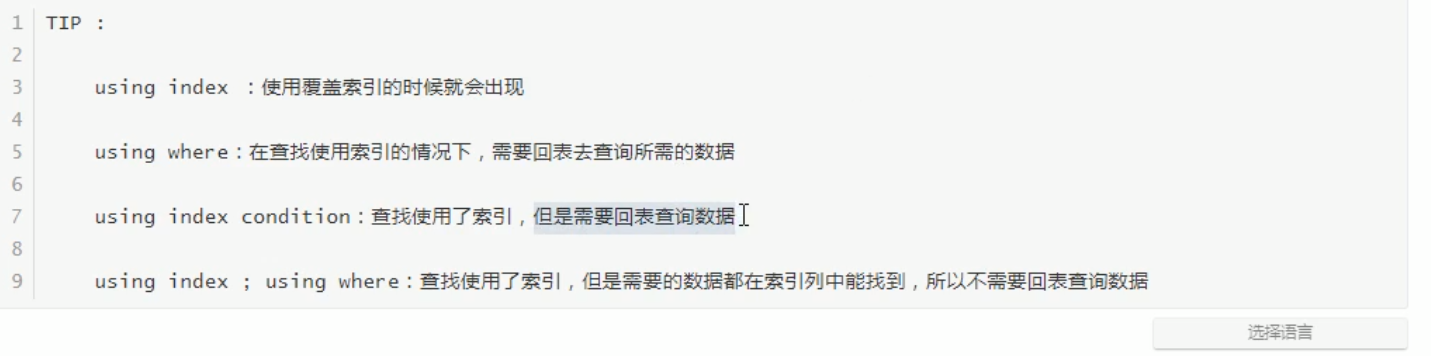 1 TIP :
2
3 using index ：使用覆盖索引的时候就会出现
4
5 using where：在查找使用索引的情况下，需要回表去查询所需的数据
6
7 using index condition：查找使用了索引，但是需要回表查询数据
8
9 using index ; using where：查找使用了索引，但是需要的数据都在索引列中能找到，所以不需要回表查询数据
选择语言